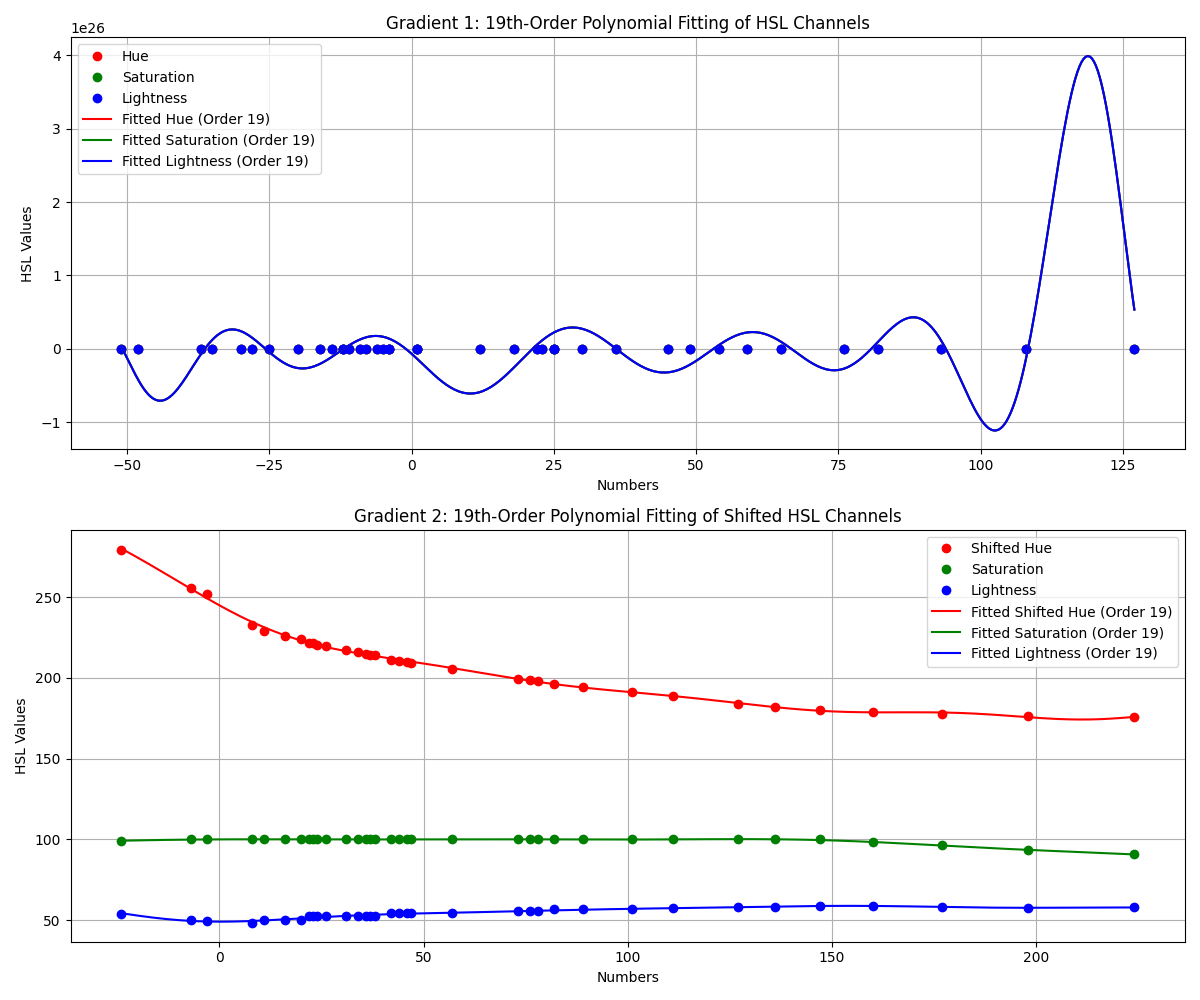 Gradient 1: 19th-Order Polynomial Fitting of HSL Channels
1e26
Hue
Saturation
Lightness
Fitted Hue (Order 19)
Fitted Saturation (Order 19)
Fitted Lightness (Order 19)
HSL Values
4
3
2
1
0
−1
−50
−25
0
25
50
75
100
125
Numbers
Gradient 2: 19th-Order Polynomial Fitting of Shifted HSL Channels
Shifted Hue
Saturation
Lightness
Fitted Shifted Hue (Order 19)
Fitted Saturation (Order 19)
Fitted Lightness (Order 19)
HSL Values
250
200
150
100
50
0
50
100
150
200
Numbers